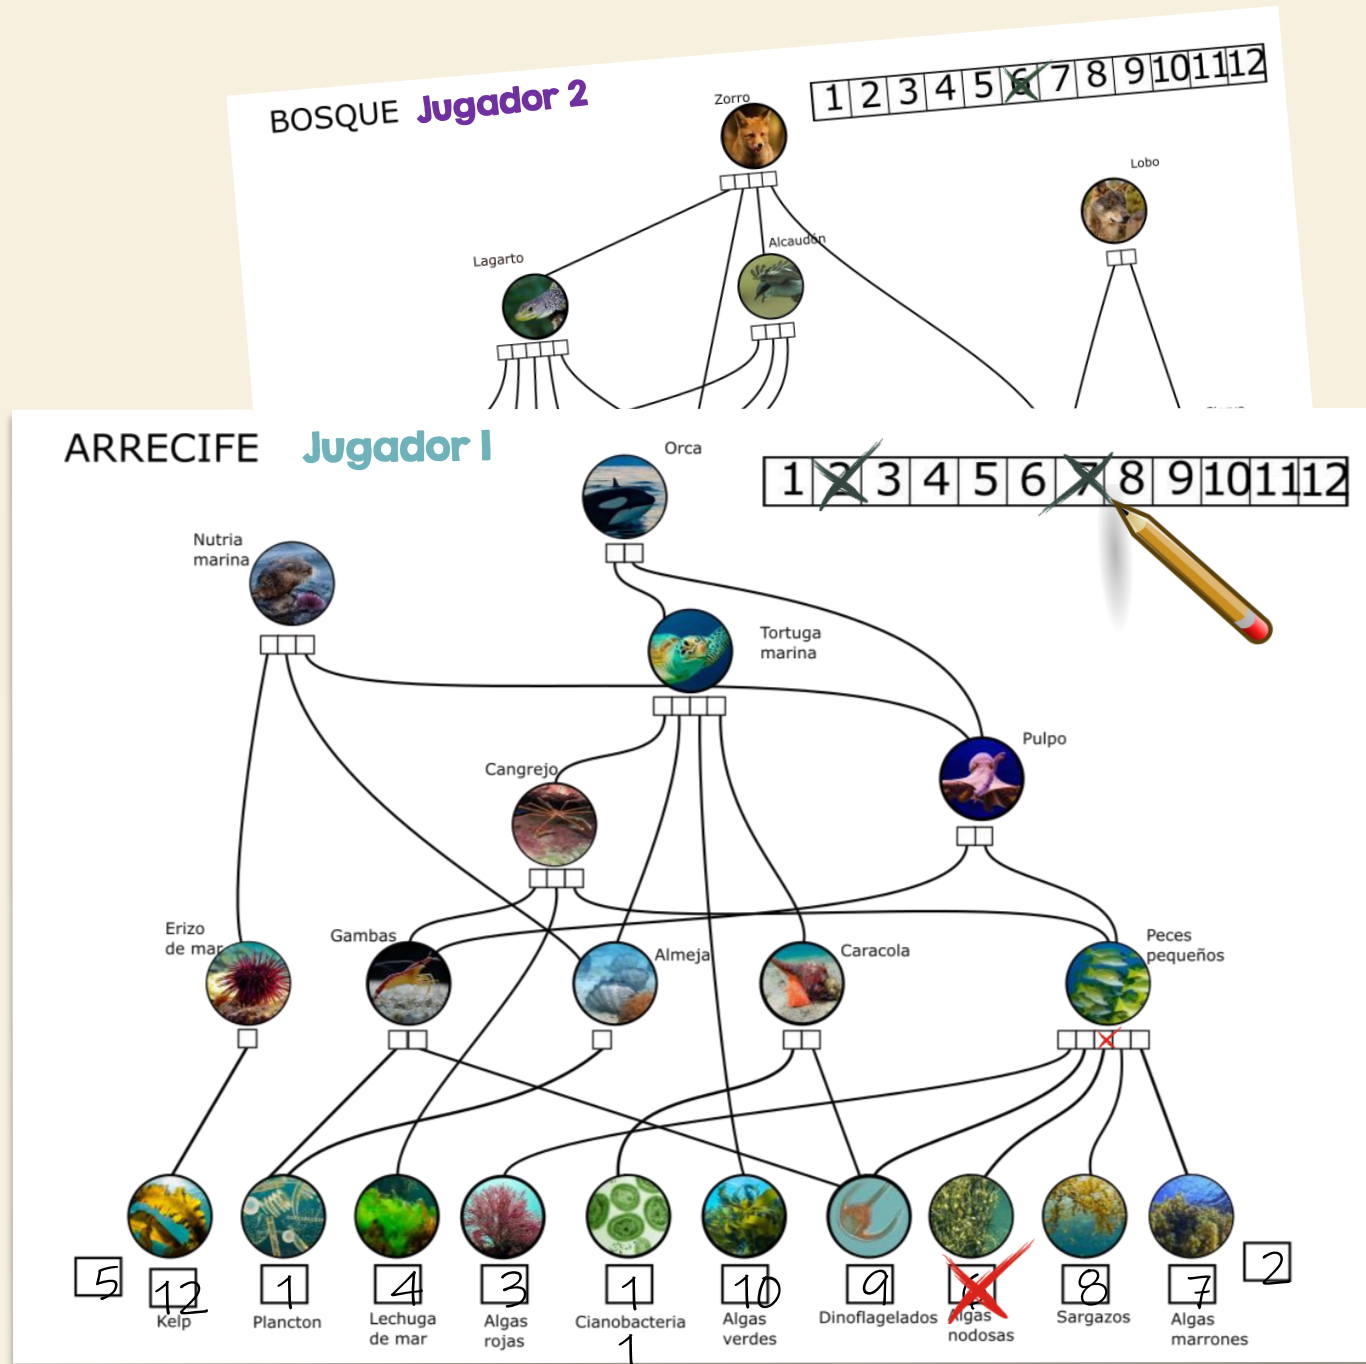 BOSQUE Jugador 2
1 2 3 4 5 6 7 8 9 10 11 12
Zorro
Lobo
Lagarto
Alcaudón
ARRECIFE Jugador 1
Orca
1 2 3 4 5 6 7 8 9 10 11 12
Nutria
marina
Tortuga
marina
Pulpo
Cangrejo
Erizo
de mar
Gambas
Almeja
Caracola
Peces
pequeños
5 12 1 4 3 1 10 9 6 8 7 2
Kelp
Plancton
Lechuga
de mar
Algas
rojas
Cianobacteria
1
Algas
verdes
Dinoflagelados
Algas
nodosas
Sargazos
Algas
marrones